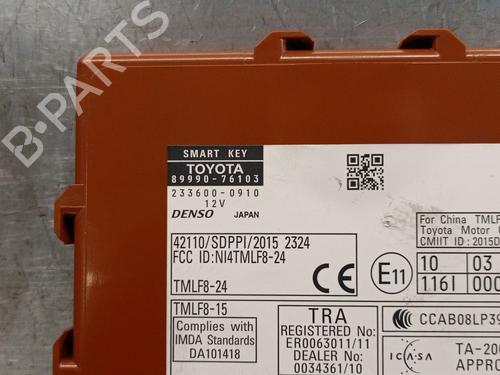 B-PARTS
SMART KEY
TOYOTA
89990-76103
233600-0910
12V
DENSO JAPAN
42110/SDPPI/2015 2324
FCC ID:NI4TMLF8-24
TMLF8-24
CE
TMLF8-15
Complies with
IMDA Standards
DA101418
TRA
REGISTERED No:
ER0063011/11
DEALER No:
0034361/10
For China TMLF
Toyota Motor
CMIIT ID:2015D
E11
10 03
116I 000
CCAB08LP39
ICASA
TA-20
APPRO